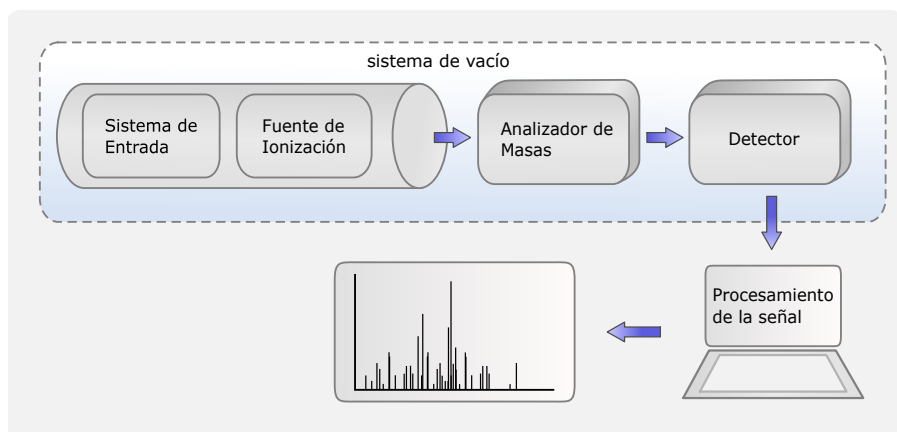 sistema de vacío
Sistema de
Entrada
Fuente de
Ionización
Analizador de
Masas
Detector
Procesamiento
de la señal